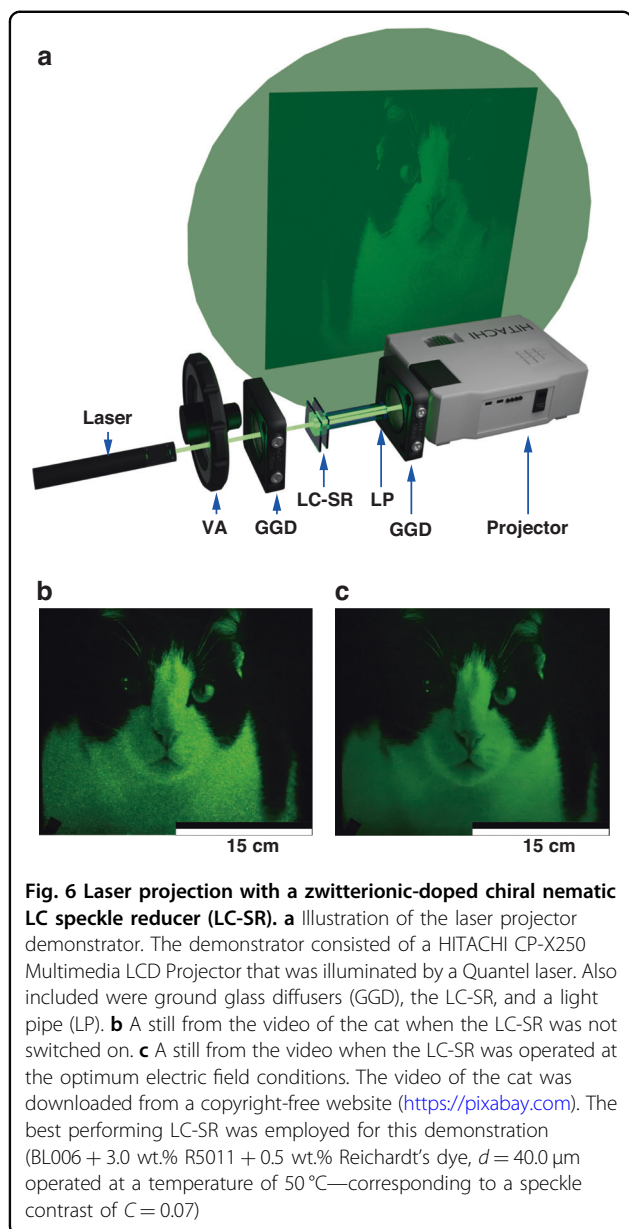 a
HITACHI
Laser
VA
GGD
LC-SR
LP
GGD
Projector
b
c
15 cm
15 cm
Fig. 6 Laser projection with a zwitterionic-doped chiral nematic
LC speckle reducer (LC-SR). a Illustration of the laser projector
demonstrator. The demonstrator consisted of a HITACHI CP-X250
Multimedia LCD Projector that was illuminated by a Quantel laser. Also
included were ground glass diffusers (GGD), the LC-SR, and a light
pipe (LP). b A still from the video of the cat when the LC-SR was not
switched on. c A still from the video when the LC-SR was operated at
the optimum electric field conditions. The video of the cat was
downloaded from a copyright-free website (https://pixabay.com). The
best performing LC-SR was employed for this demonstration
(BL006 + 3.0 wt.% R5011 + 0.5 wt.% Reichardt's dye, d = 40.0 μm
operated at a temperature of 50 °C—corresponding to a speckle
contrast of C = 0.07)